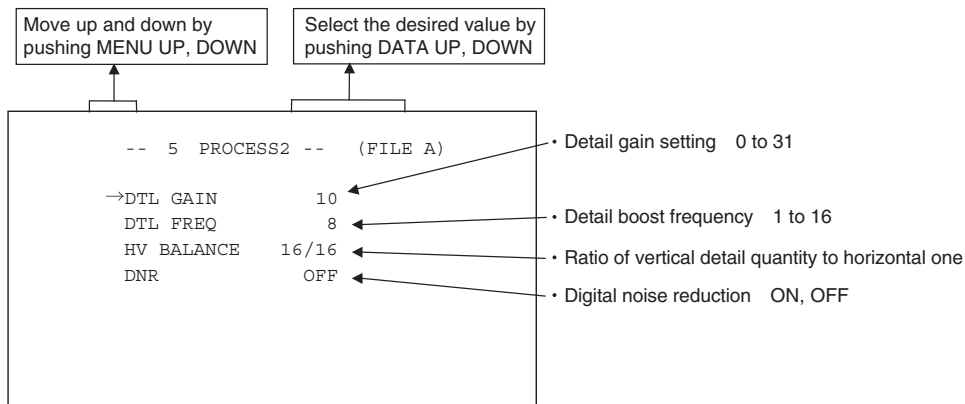 Move up and down by
pushing MENU UP, DOWN
Select the desired value by
pushing DATA UP, DOWN
-- 5 PROCESS2 -- (FILE A)
→DTL GAIN 10
DTL FREQ 8
HV BALANCE 16/16
DNR OFF
・Detail gain setting 0 to 31
・Detail boost frequency 1 to 16
・Ratio of vertical detail quantity to horizontal one
・Digital noise reduction ON, OFF